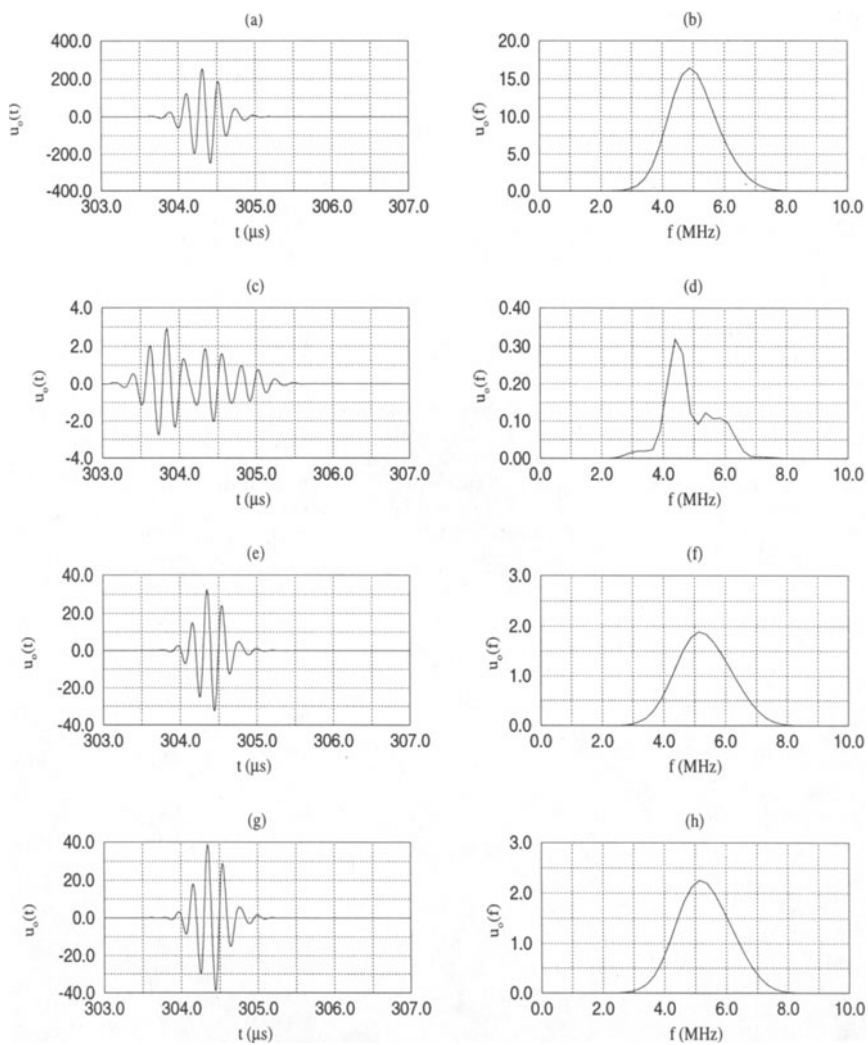 (a)
400.0
200.0
0.0
-200.0
-400.0
uₒ(t)
303.0 304.0 305.0 306.0 307.0
t (μs)
(b)
20.0
15.0
10.0
5.0
0.0
uₒ(f)
0.0 2.0 4.0 6.0 8.0 10.0
f (MHz)
(c)
4.0
2.0
0.0
-2.0
-4.0
uₒ(t)
303.0 304.0 305.0 306.0 307.0
t (μs)
(d)
0.40
0.30
0.20
0.10
0.00
uₒ(f)
0.0 2.0 4.0 6.0 8.0 10.0
f (MHz)
(e)
40.0
20.0
0.0
-20.0
-40.0
uₒ(t)
303.0 304.0 305.0 306.0 307.0
t (μs)
(f)
3.0
2.0
1.0
0.0
uₒ(f)
0.0 2.0 4.0 6.0 8.0 10.0
f (MHz)
(g)
40.0
20.0
0.0
-20.0
40.0
uₒ(t)
303.0 304.0 305.0 306.0 307.0
t (μs)
(h)
3.0
2.0
1.0
0.0
uₒ(f)
0.0 2.0 4.0 6.0 8.0 10.0
f (MHz)